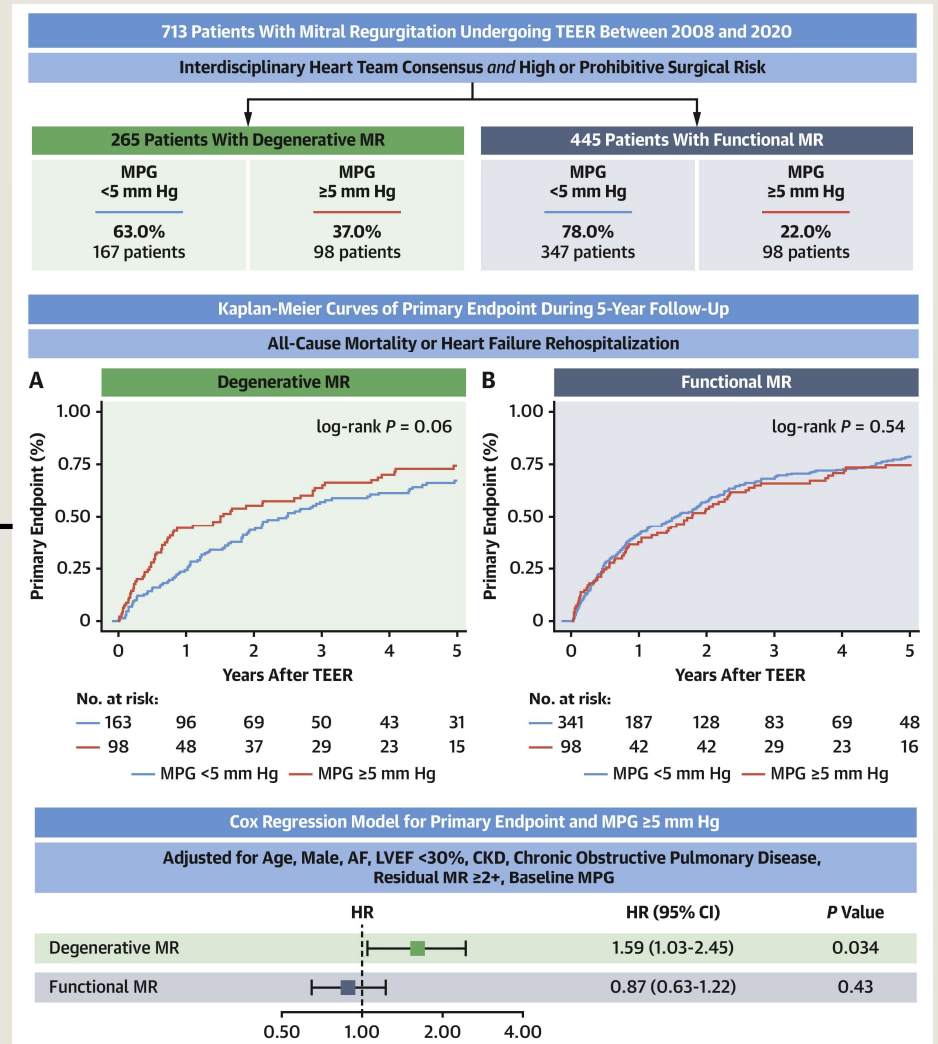 713 Patients With Mitral Regurgitation Undergoing TEER Between 2008 and 2020
Interdisciplinary Heart Team Consensus and High or Prohibitive Surgical Risk
265 Patients With Degenerative MR
MPG
<5 mm Hg
63.0%
167 patients
MPG
≥5 mm Hg
37.0%
98 patients
445 Patients With Functional MR
MPG
<5 mm Hg
78.0%
347 patients
MPG
≥5 mm Hg
22.0%
98 patients
Kaplan-Meier Curves of Primary Endpoint During 5-Year Follow-Up
All-Cause Mortality or Heart Failure Rehospitalization
A
Degenerative MR
log-rank P = 0.06
Primary Endpoint (%)
1.00
0.75
0.50
0.25
0
0 1 2 3 4 5
Years After TEER
No. at risk:
163 96 69 50 43 31
98 48 37 29 23 15
MPG <5 mm Hg MPG ≥5 mm Hg
B
Functional MR
log-rank P = 0.54
Primary Endpoint (%)
1.00
0.75
0.50
0.25
0
0 1 2 3 4 5
Years After TEER
No. at risk:
341 187 128 83 69 48
98 42 42 29 23 16
MPG <5 mm Hg MPG ≥5 mm Hg
Cox Regression Model for Primary Endpoint and MPG ≥5 mm Hg
Adjusted for Age, Male, AF, LVEF <30%, CKD, Chronic Obstructive Pulmonary Disease,
Residual MR ≥2+, Baseline MPG
HR HR (95% CI) P Value
Degenerative MR 1.59 (1.03-2.45) 0.034
Functional MR 0.87 (0.63-1.22) 0.43
0.50 1.00 2.00 4.00